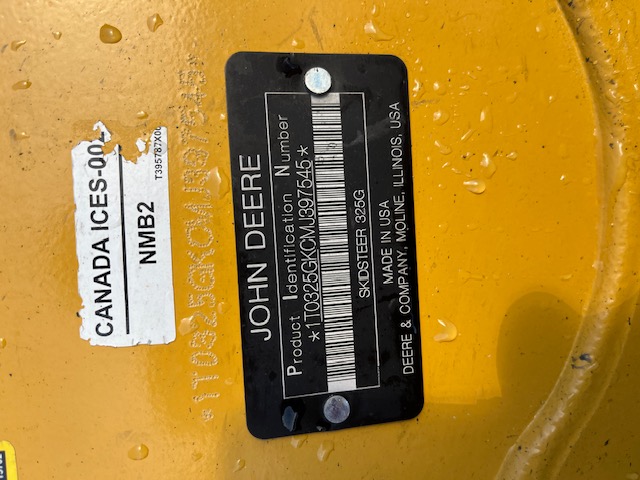 CANADA ICES-002
NMB2
*1T0325GKCMJ397545*
JOHN DEERE
Product Identification Number
*1T0325GKCMJ397545*
SKIDSTEER 325G
MADE IN USA
DEERE & COMPANY, MOLINE, ILLINOIS, USA